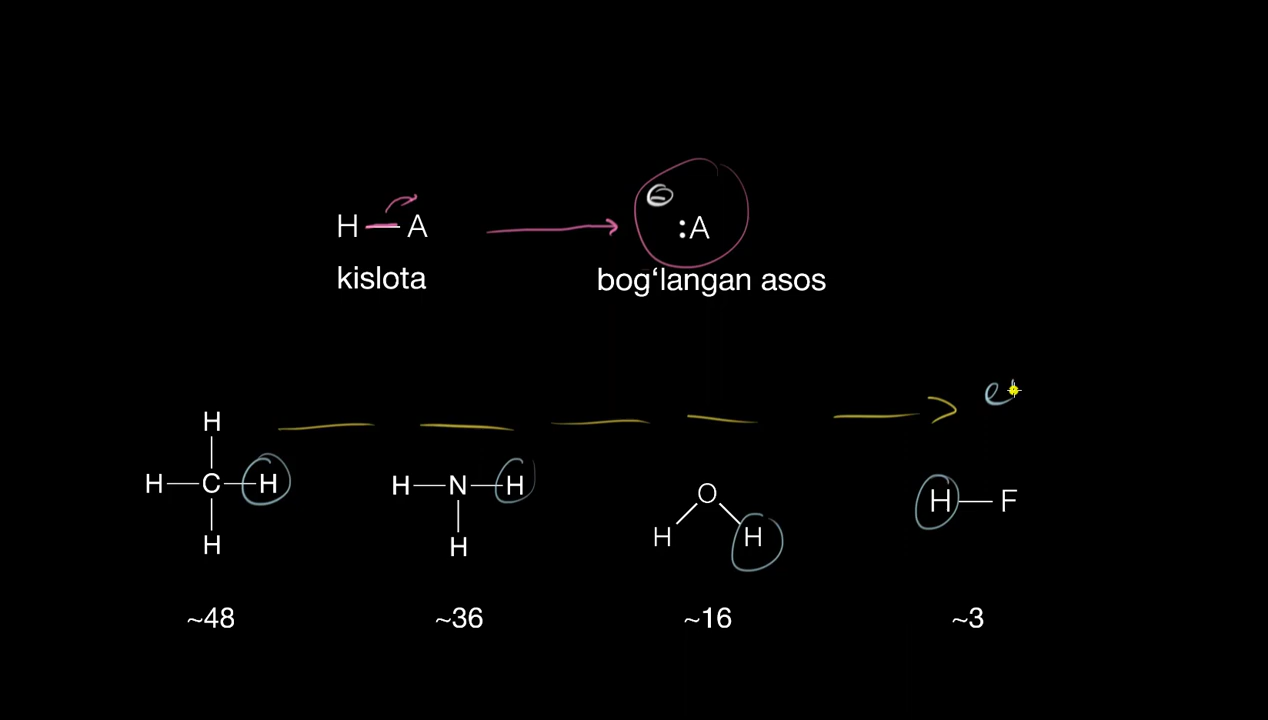 H—A ⊖ :A
kislota bog‘langan asos
e
H H
H—C—H H—N—H O H—F
H H H H
~48 ~36 ~16 ~3